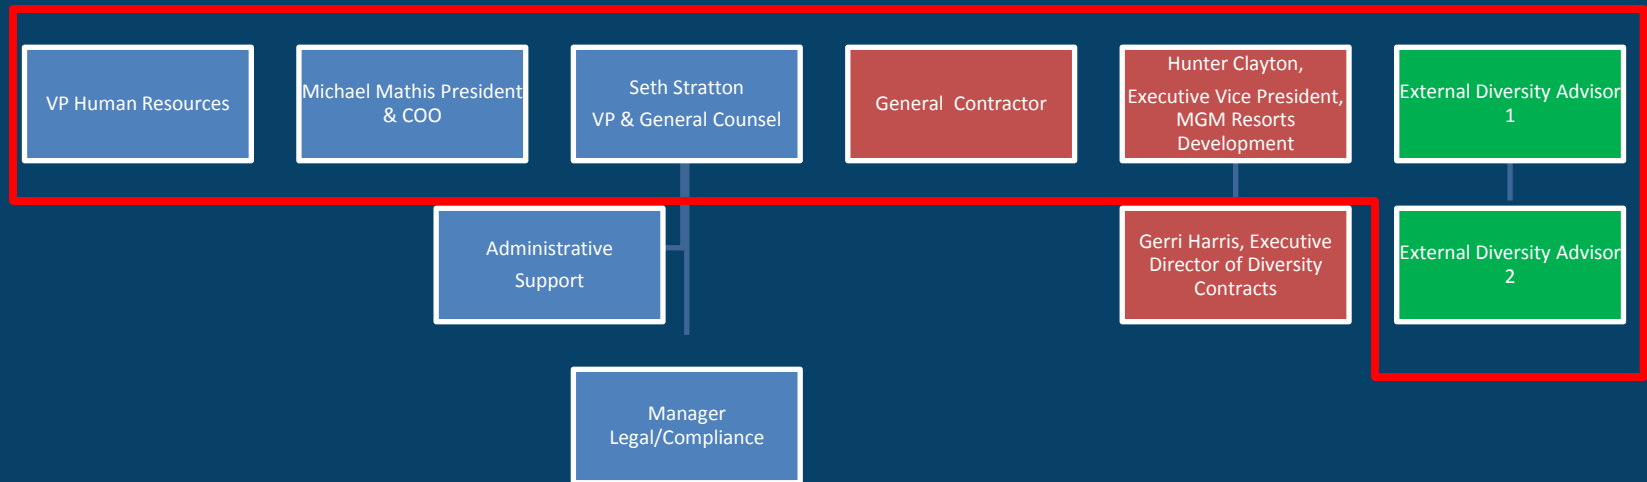 VP Human Resources
Michael Mathis President
& COO
Seth Stratton
VP & General Counsel
General Contractor
Hunter Clayton,
Executive Vice President,
MGM Resorts
Development
External Diversity Advisor
1
Administrative
Support
Gerri Harris, Executive
Director of Diversity
Contracts
External Diversity Advisor
2
Manager
Legal/Compliance